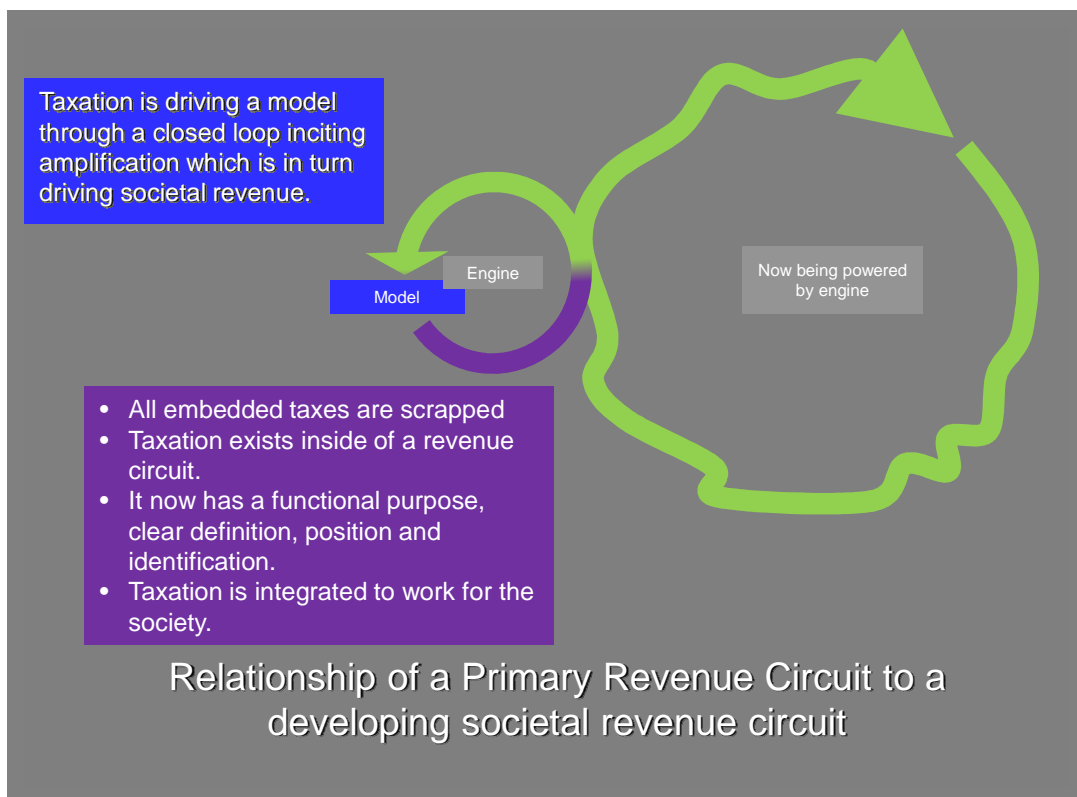 Taxation is driving a model
through a closed loop inciting
amplification which is in turn
driving societal revenue.
Engine
Model
Now being powered
by engine
• All embedded taxes are scrapped
• Taxation exists inside of a revenue
circuit.
• It now has a functional purpose,
clear definition, position and
identification.
• Taxation is integrated to work for the
society.
Relationship of a Primary Revenue Circuit to a
developing societal revenue circuit